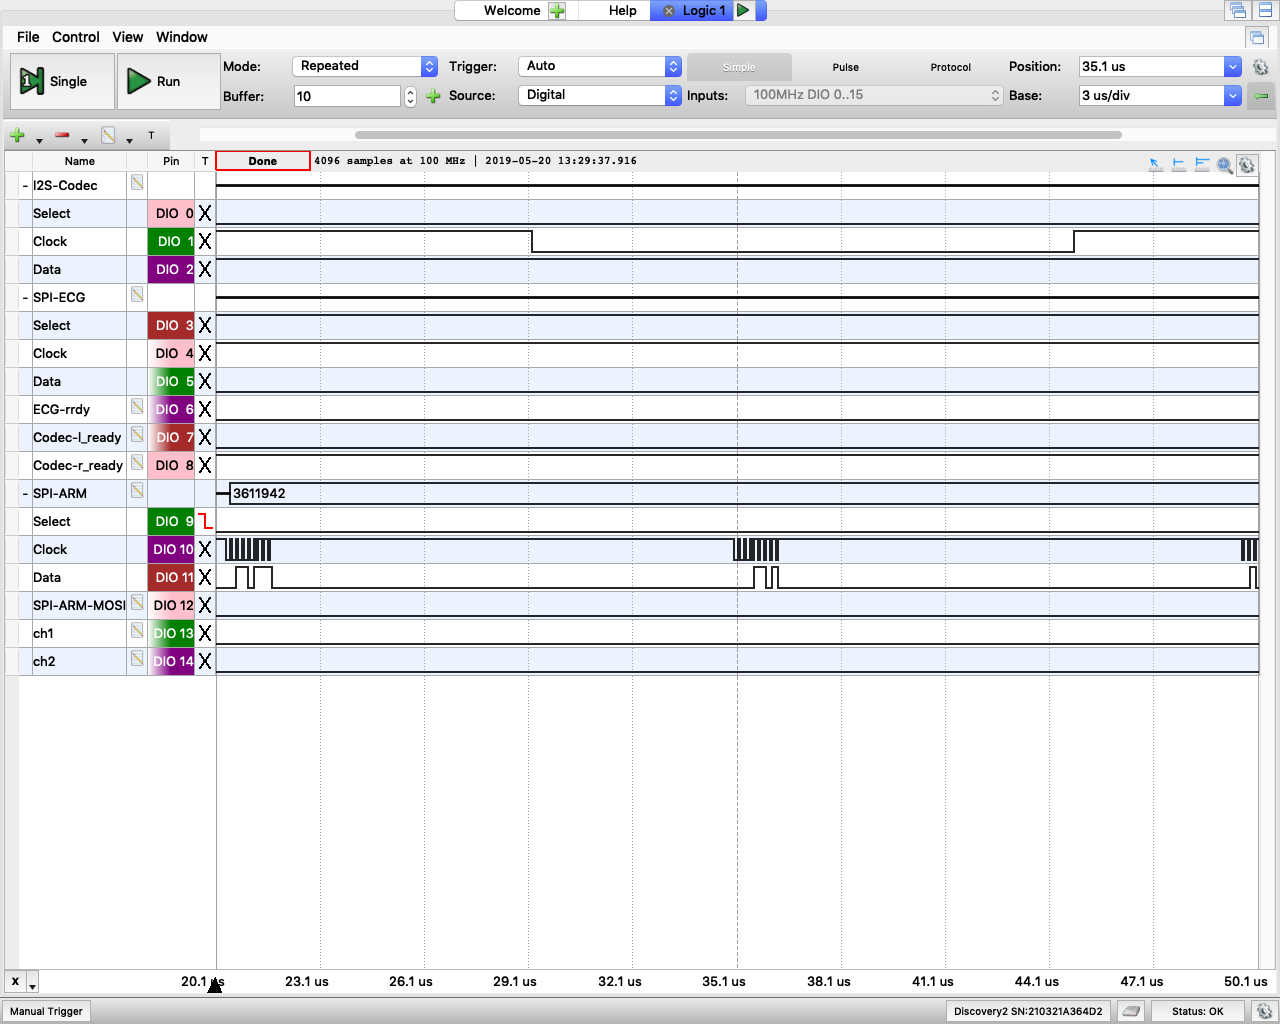 Welcome Help Logic 1
File Control View Window
Single Run Mode: Repeated Trigger: Auto Simple Pulse Protocol Position: 35.1 us
Buffer: 10 Source: Digital Inputs: 100MHz DIO 0..15 Base: 3 us/div
T
Name Pin T Done 4096 samples at 100 MHz | 2019-05-20 13:29:37.916
- I2S-Codec
Select DIO 0 X
Clock DIO 1 X
Data DIO 2 X
- SPI-ECG
Select DIO 3 X
Clock DIO 4 X
Data DIO 5 X
ECG-rrdy DIO 6 X
Codec-l_ready DIO 7 X
Codec-r_ready DIO 8 X
- SPI-ARM 3611942
Select DIO 9
Clock DIO 10 X
Data DIO 11 X
SPI-ARM-MOSI DIO 12 X
ch1 DIO 13 X
ch2 DIO 14 X
X 20.1 us 23.1 us 26.1 us 29.1 us 32.1 us 35.1 us 38.1 us 41.1 us 44.1 us 47.1 us 50.1 us
Manual Trigger Discovery2 SN:210321A364D2 Status: OK